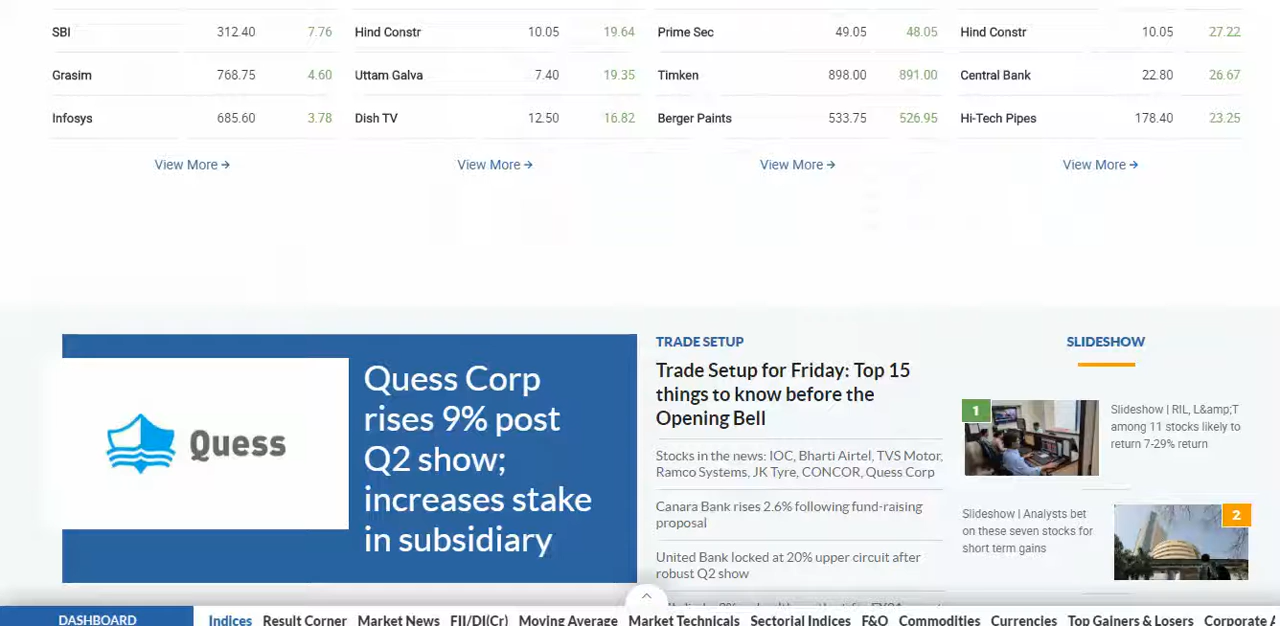 SBI 312.40 7.76 Hind Constr 10.05 19.64 Prime Sec 49.05 48.05 Hind Constr 10.05 27.22
Grasim 768.75 4.60 Uttam Galva 7.40 19.35 Timken 898.00 891.00 Central Bank 22.80 26.67
Infosys 685.60 3.78 Dish TV 12.50 16.82 Berger Paints 533.75 526.95 Hi-Tech Pipes 178.40 23.25
View More → View More → View More → View More →
Quess
Quess Corp
rises 9% post
Q2 show;
increases stake
in subsidiary
TRADE SETUP
Trade Setup for Friday: Top 15
things to know before the
Opening Bell
Stocks in the news: IOC, Bharti Airtel, TVS Motor,
Ramco Systems, JK Tyre, CONCOR, Quess Corp
Canara Bank rises 2.6% following fund-raising
proposal
United Bank locked at 20% upper circuit after
robust Q2 show
SLIDESHOW
1
Slideshow | RIL, L&amp;T
among 11 stocks likely to
return 7-29% return
Slideshow | Analysts bet
on these seven stocks for
short term gains
2
DASHBOARD Indices Result Corner Market News FII/DI(Cr) Moving Average Market Technicals Sectorial Indices F&O Commodities Currencies Top Gainers & Losers Corporate A